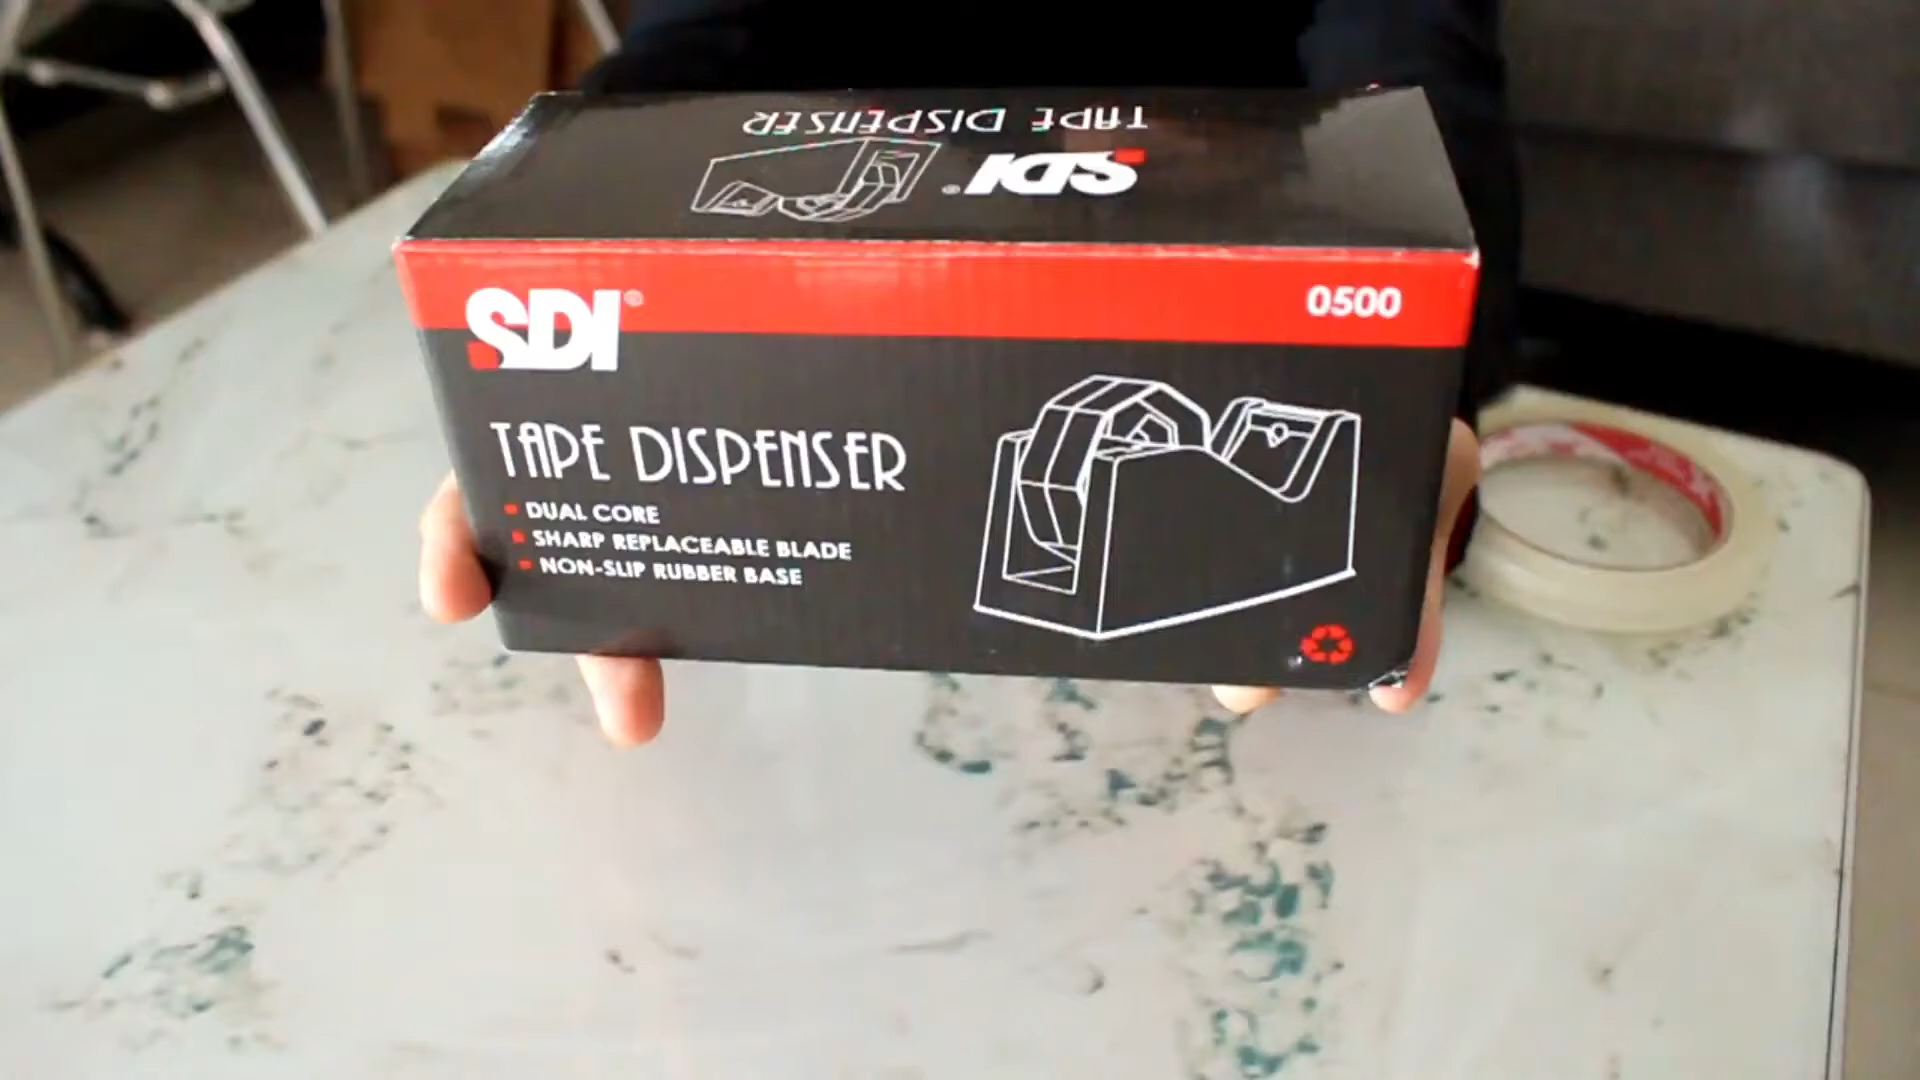 TAPE DISPENSER
SDI®
SDI®
0500
TAPE DISPENSER
DUAL CORE
SHARP REPLACEABLE BLADE
NON-SLIP RUBBER BASE